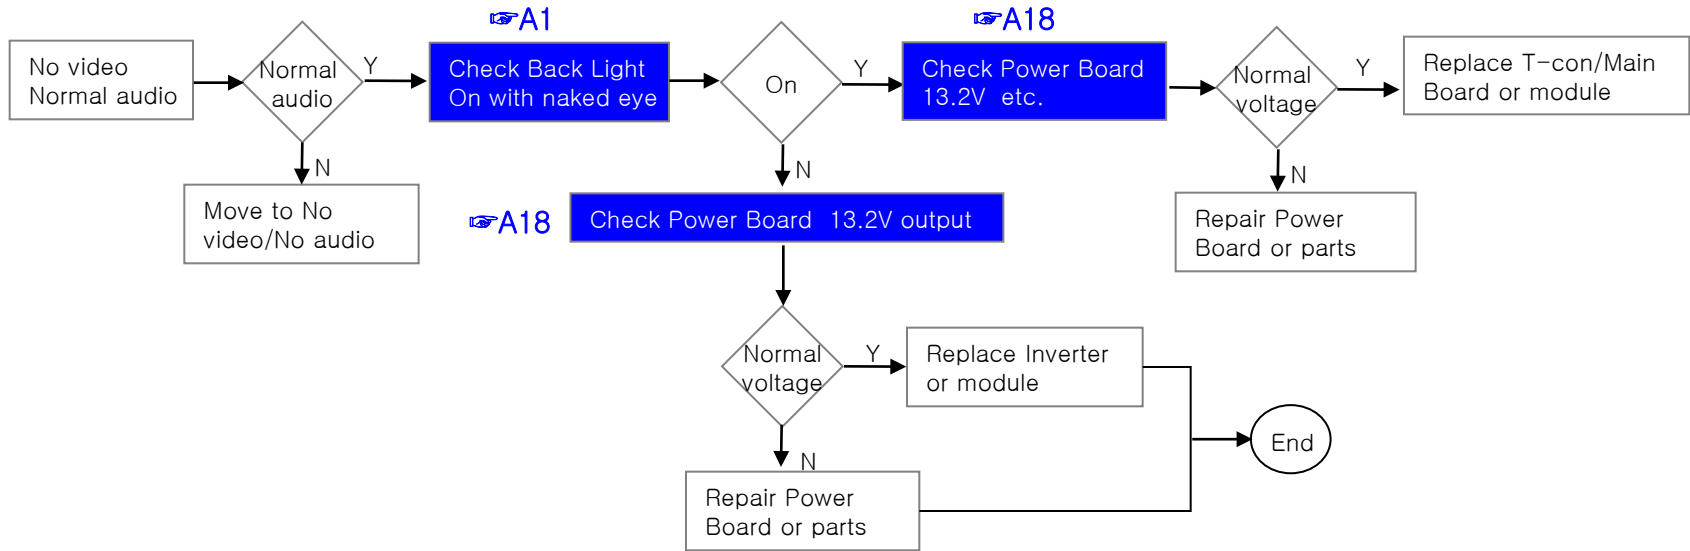 ☞A1
☞A18
No video
Normal audio
Normal
audio
Y
Check Back Light
On with naked eye
On
Y
Check Power Board
13.2V etc.
Normal
voltage
Y
Replace T-con/Main
Board or module
N
Move to No
video/No audio
N
☞A18
Check Power Board 13.2V output
N
Repair Power
Board or parts
Normal
voltage
Y
Replace Inverter
or module
End
N
Repair Power
Board or parts